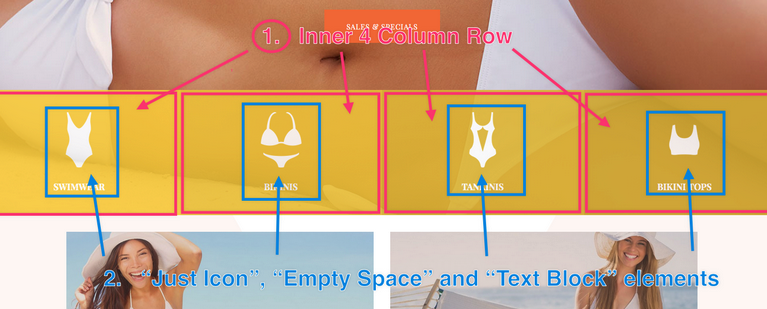 SALES & SPECIALS
1. Inner 4 Column Row
SWIMWEAR
BIKINIS
TANKINIS
BIKINI TOPS
2. “Just Icon”, “Empty Space” and “Text Block” elements